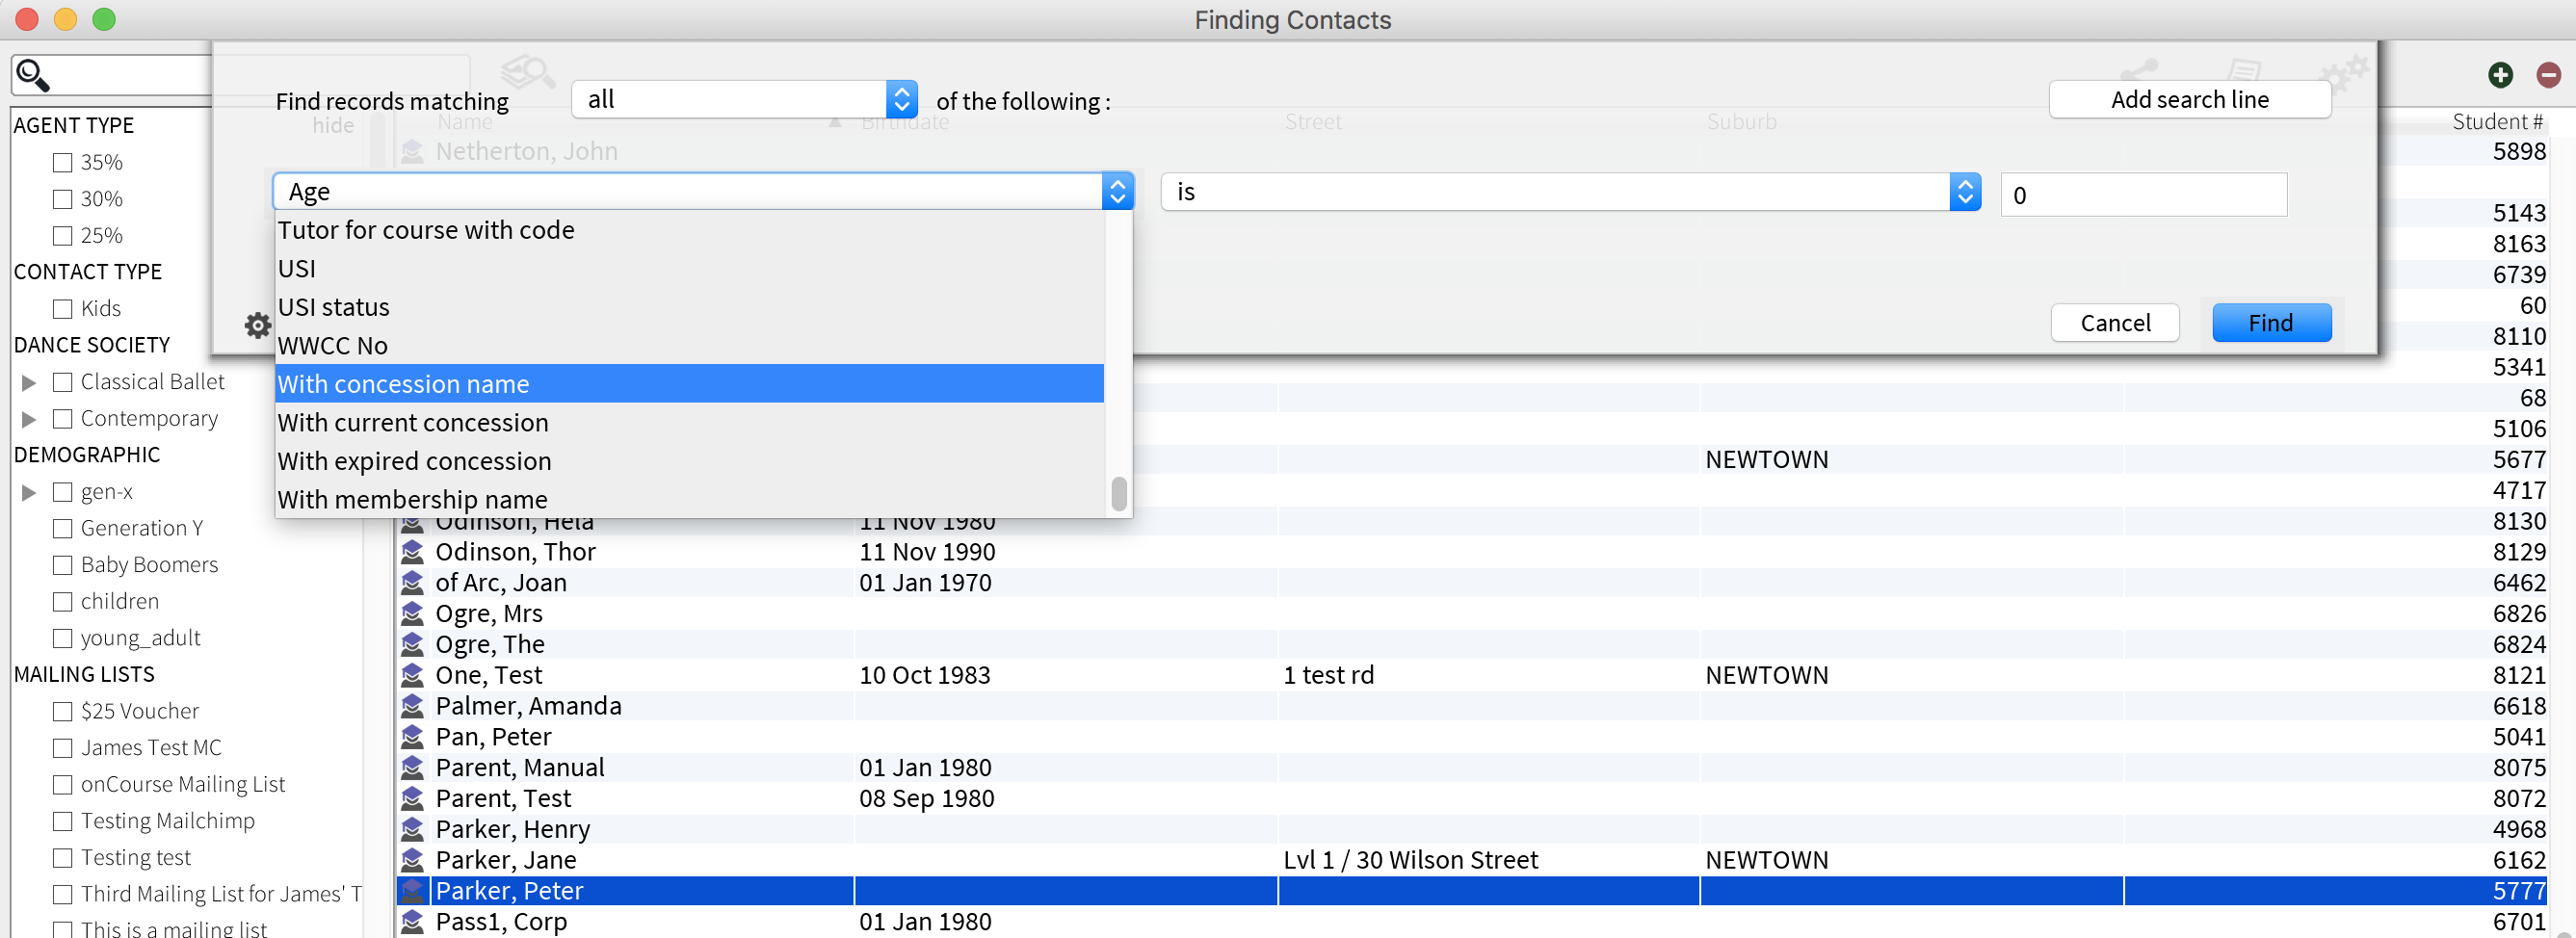 Finding Contacts
Find records matching all of the following :
Add search line
hide
Name Birthdate Street Suburb Student #
Netherton, John 5898
Age is 0
Tutor for course with code
USI
USI status
WWCC No
With concession name
With current concession
With expired concession
With membership name
Cancel Find
AGENT TYPE
35%
30%
25%
CONTACT TYPE
Kids
DANCE SOCIETY
Classical Ballet
Contemporary
DEMOGRAPHIC
gen-x
Generation Y
Baby Boomers
children
young_adult
MAILING LISTS
$25 Voucher
James Test MC
onCourse Mailing List
Testing Mailchimp
Testing test
Third Mailing List for James' T
This is a mailing list
5143
8163
6739
60
8110
5341
68
5106
NEWTOWN 5677
4717
Odinson, Hela 11 Nov 1980 8130
Odinson, Thor 11 Nov 1990 8129
of Arc, Joan 01 Jan 1970 6462
Ogre, Mrs 6826
Ogre, The 6824
One, Test 10 Oct 1983 1 test rd NEWTOWN 8121
Palmer, Amanda 6618
Pan, Peter 5041
Parent, Manual 01 Jan 1980 8075
Parent, Test 08 Sep 1980 8072
Parker, Henry 4968
Parker, Jane Lvl 1 / 30 Wilson Street NEWTOWN 6162
Parker, Peter 5777
Pass1, Corp 01 Jan 1980 6701